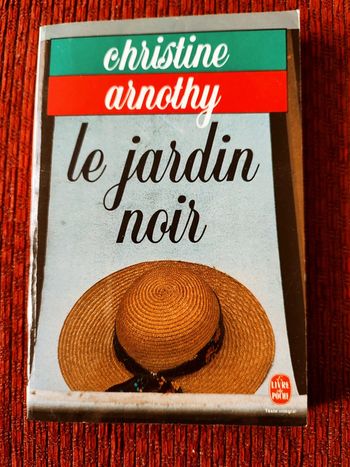 christine
arnothy
le jardin
noir
LE
LIVRE
DE
POCHE
Texte intégral